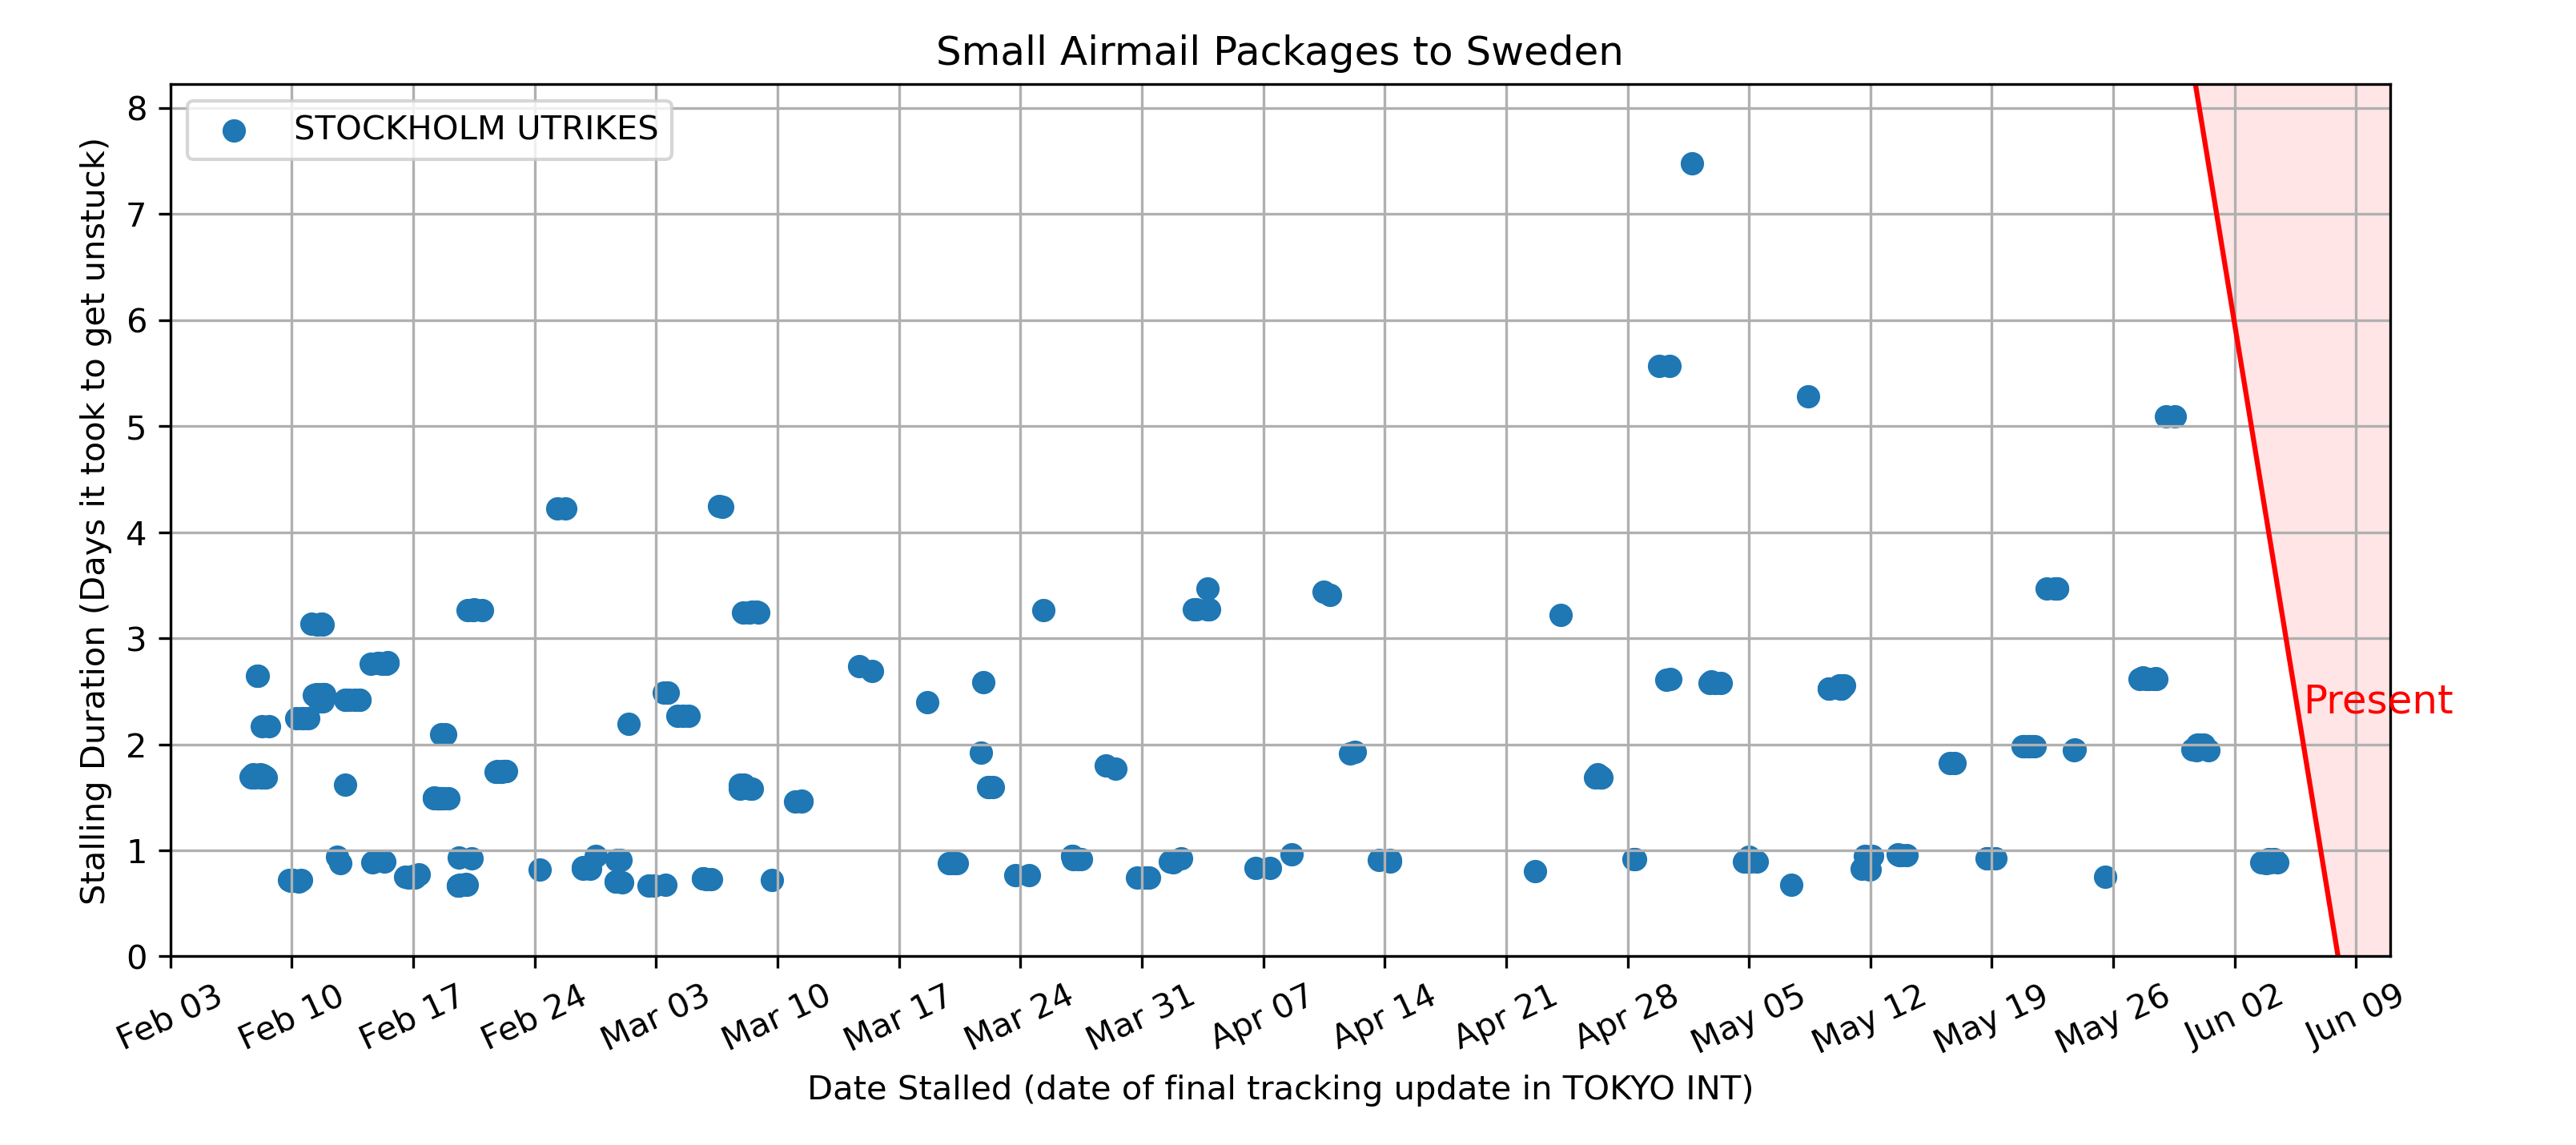 Small Airmail Packages to Sweden
STOCKHOLM UTRIKES
Stalling Duration (Days it took to get unstuck)
8
7
6
5
4
3
2
1
0
Present
Feb 03
Feb 10
Feb 17
Feb 24
Mar 03
Mar 10
Mar 17
Mar 24
Mar 31
Apr 07
Apr 14
Apr 21
Apr 28
May 05
May 12
May 19
May 26
Jun 02
Jun 09
Date Stalled (date of final tracking update in TOKYO INT)